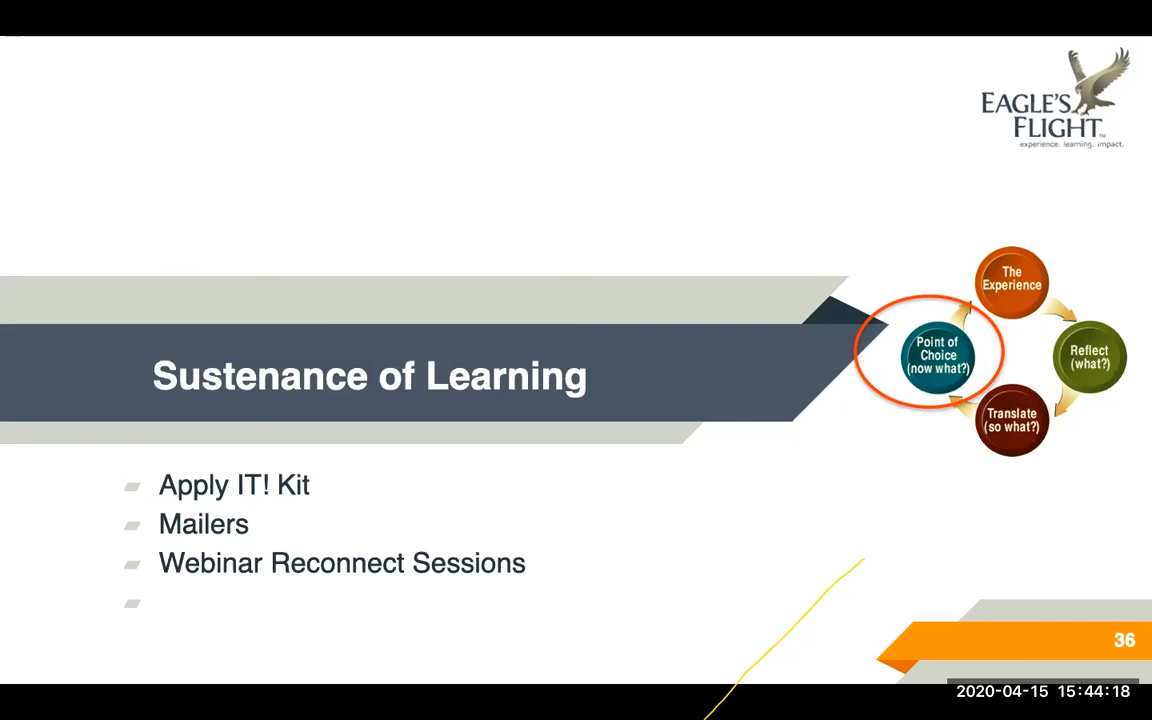 EAGLE'S
FLIGHT™
experience. learning. impact.
The
Experience
Point of
Choice
(now what?)
Reflect
(what?)
Translate
(so what?)
Sustenance of Learning
Apply IT! Kit
Mailers
Webinar Reconnect Sessions
36
2020-04-15 15:44:18